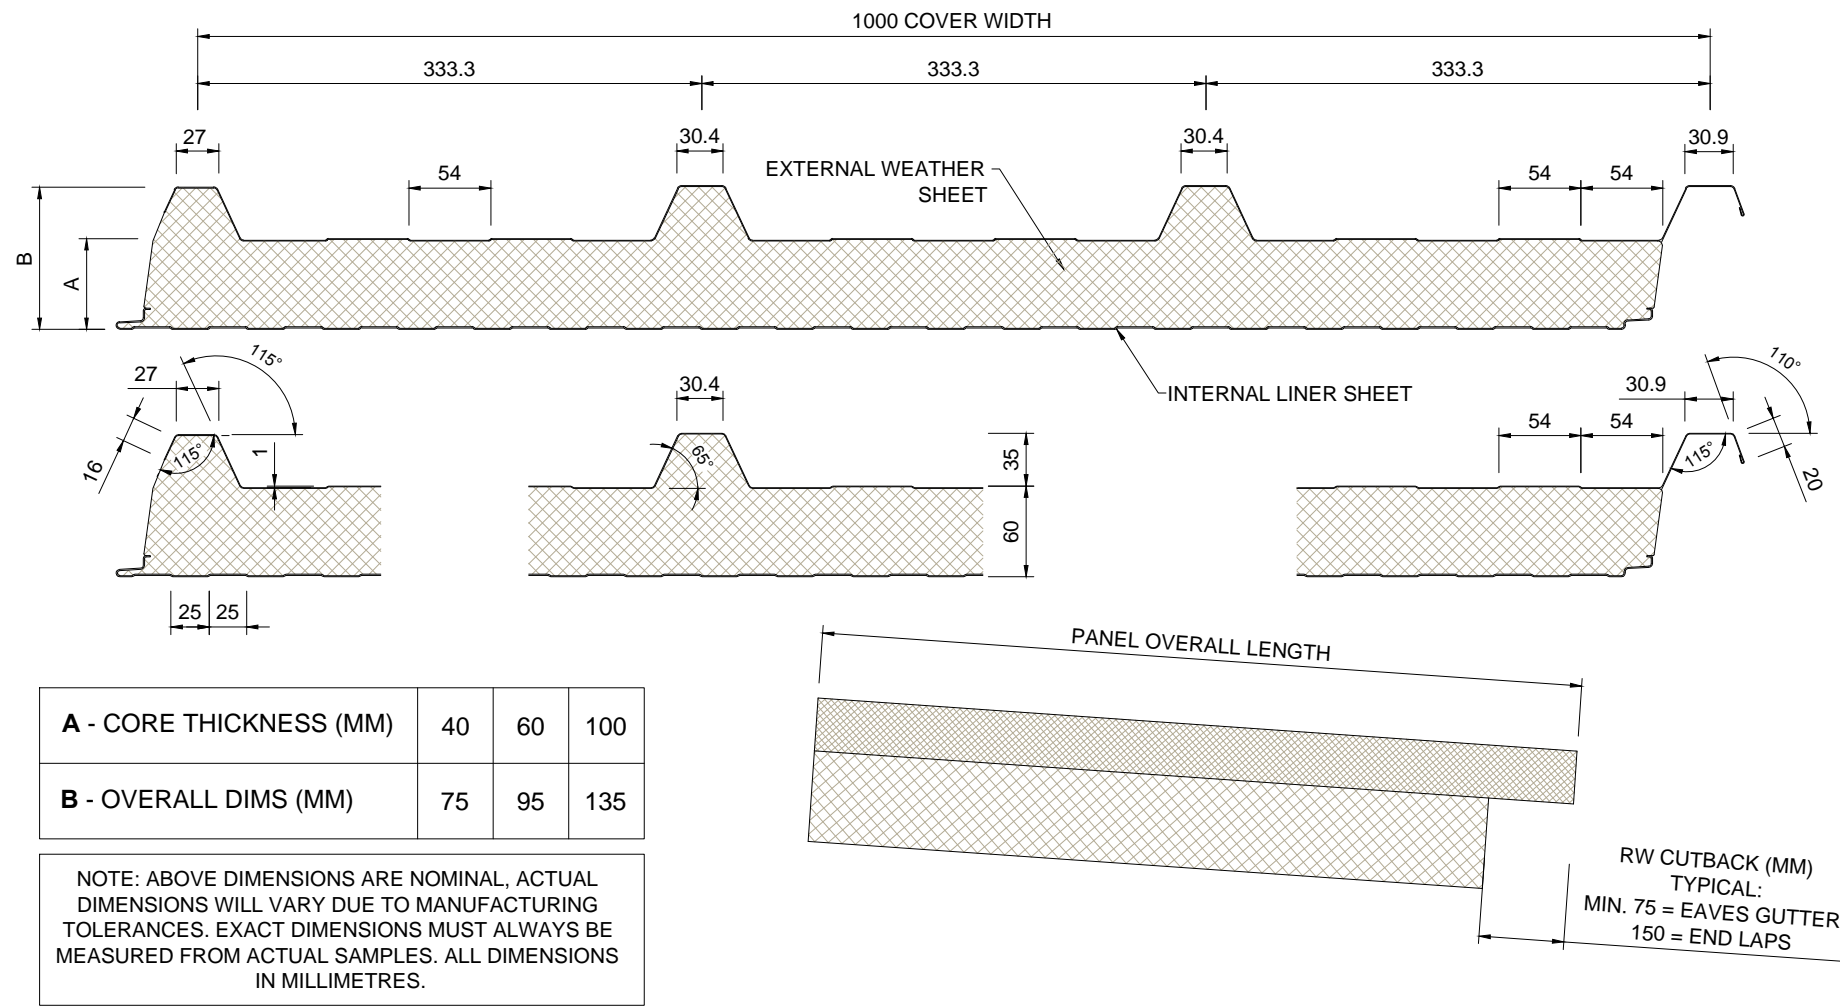 1000 COVER WIDTH
333.3 333.3 333.3
27 30.4 30.4 30.9
54 54 54
EXTERNAL WEATHER
SHEET
B
A
INTERNAL LINER SHEET
115°
27
16
115°
1
30.4
65°
35
60
110°
30.9
54 54
115°
20
25 25
PANEL OVERALL LENGTH
A - CORE THICKNESS (MM) 40 60 100
B - OVERALL DIMS (MM) 75 95 135
NOTE: ABOVE DIMENSIONS ARE NOMINAL, ACTUAL
DIMENSIONS WILL VARY DUE TO MANUFACTURING
TOLERANCES. EXACT DIMENSIONS MUST ALWAYS BE
MEASURED FROM ACTUAL SAMPLES. ALL DIMENSIONS
IN MILLIMETRES.
RW CUTBACK (MM)
TYPICAL:
MIN. 75 = EAVES GUTTER
150 = END LAPS